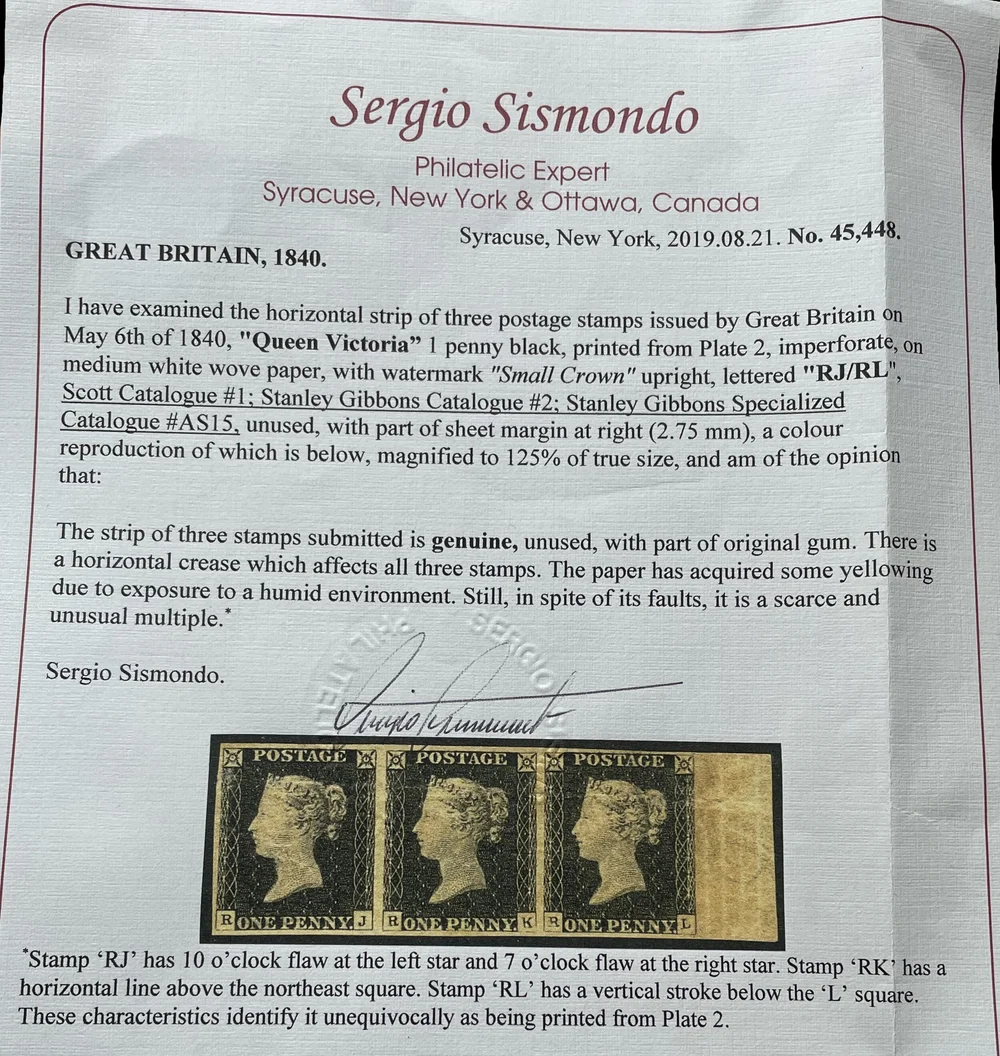 Sergio Sismondo
Philatelic Expert
Syracuse, New York & Ottawa, Canada
Syracuse, New York, 2019.08.21. No. 45,448.
GREAT BRITAIN, 1840.
I have examined the horizontal strip of three postage stamps issued by Great Britain on
May 6th of 1840, "Queen Victoria” 1 penny black, printed from Plate 2, imperforate, on
medium white wove paper, with watermark "Small Crown" upright, lettered "RJ/RL",
Scott Catalogue #1; Stanley Gibbons Catalogue #2; Stanley Gibbons Specialized
Catalogue #AS15, unused, with part of sheet margin at right (2.75 mm), a colour
reproduction of which is below, magnified to 125% of true size, and am of the opinion
that:
The strip of three stamps submitted is genuine, unused, with part of original gum. There is
a horizontal crease which affects all three stamps. The paper has acquired some yellowing
due to exposure to a humid environment. Still, in spite of its faults, it is a scarce and
unusual multiple.*
SERGIO
Sergio Sismondo.
POSTAGE POSTAGE POSTAGE
R ONE PENNY. J R ONE PENNY. K R ONE PENNY. L
*Stamp ‘RJ’ has 10 o’clock flaw at the left star and 7 o’clock flaw at the right star. Stamp ‘RK’ has a
horizontal line above the northeast square. Stamp ‘RL’ has a vertical stroke below the ‘L’ square.
These characteristics identify it unequivocally as being printed from Plate 2.